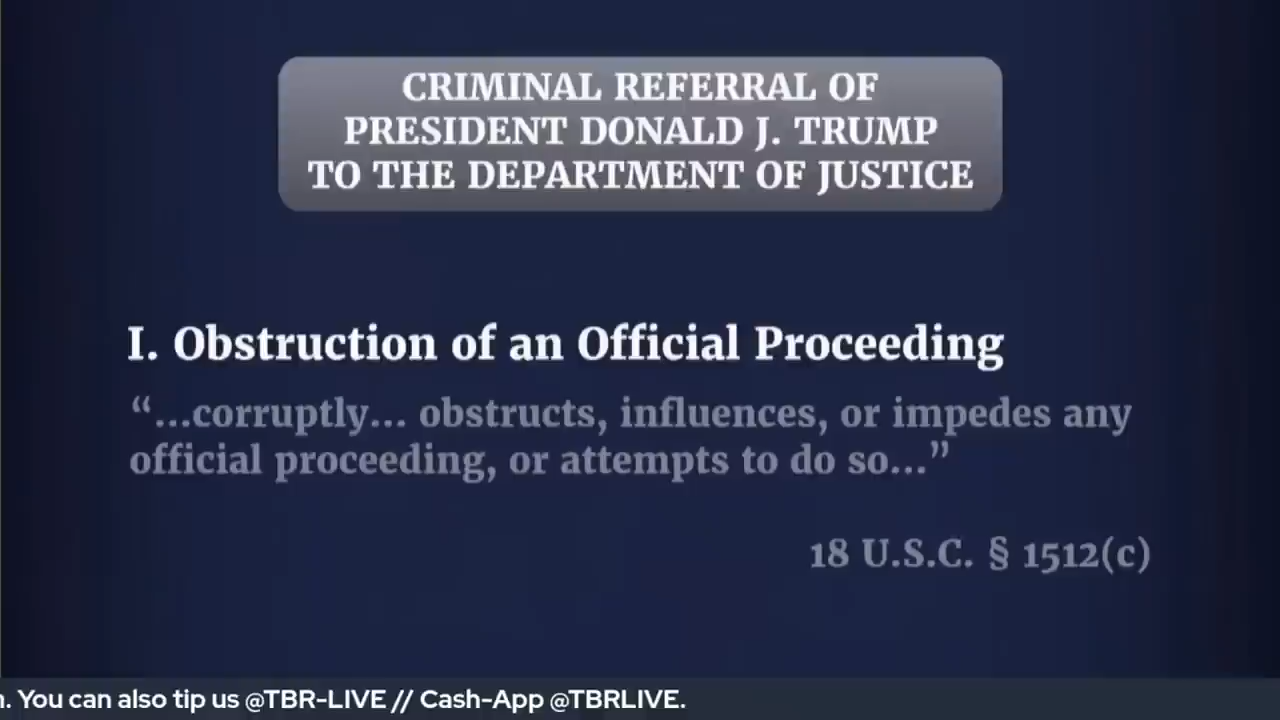 CRIMINAL REFERRAL OF
PRESIDENT DONALD J. TRUMP
TO THE DEPARTMENT OF JUSTICE
I. Obstruction of an Official Proceeding
“...corruptly... obstructs, influences, or impedes any
official proceeding, or attempts to do so...”
18 U.S.C. § 1512(c)
. You can also tip us @TBR-LIVE // Cash-App @TBRLIVE.